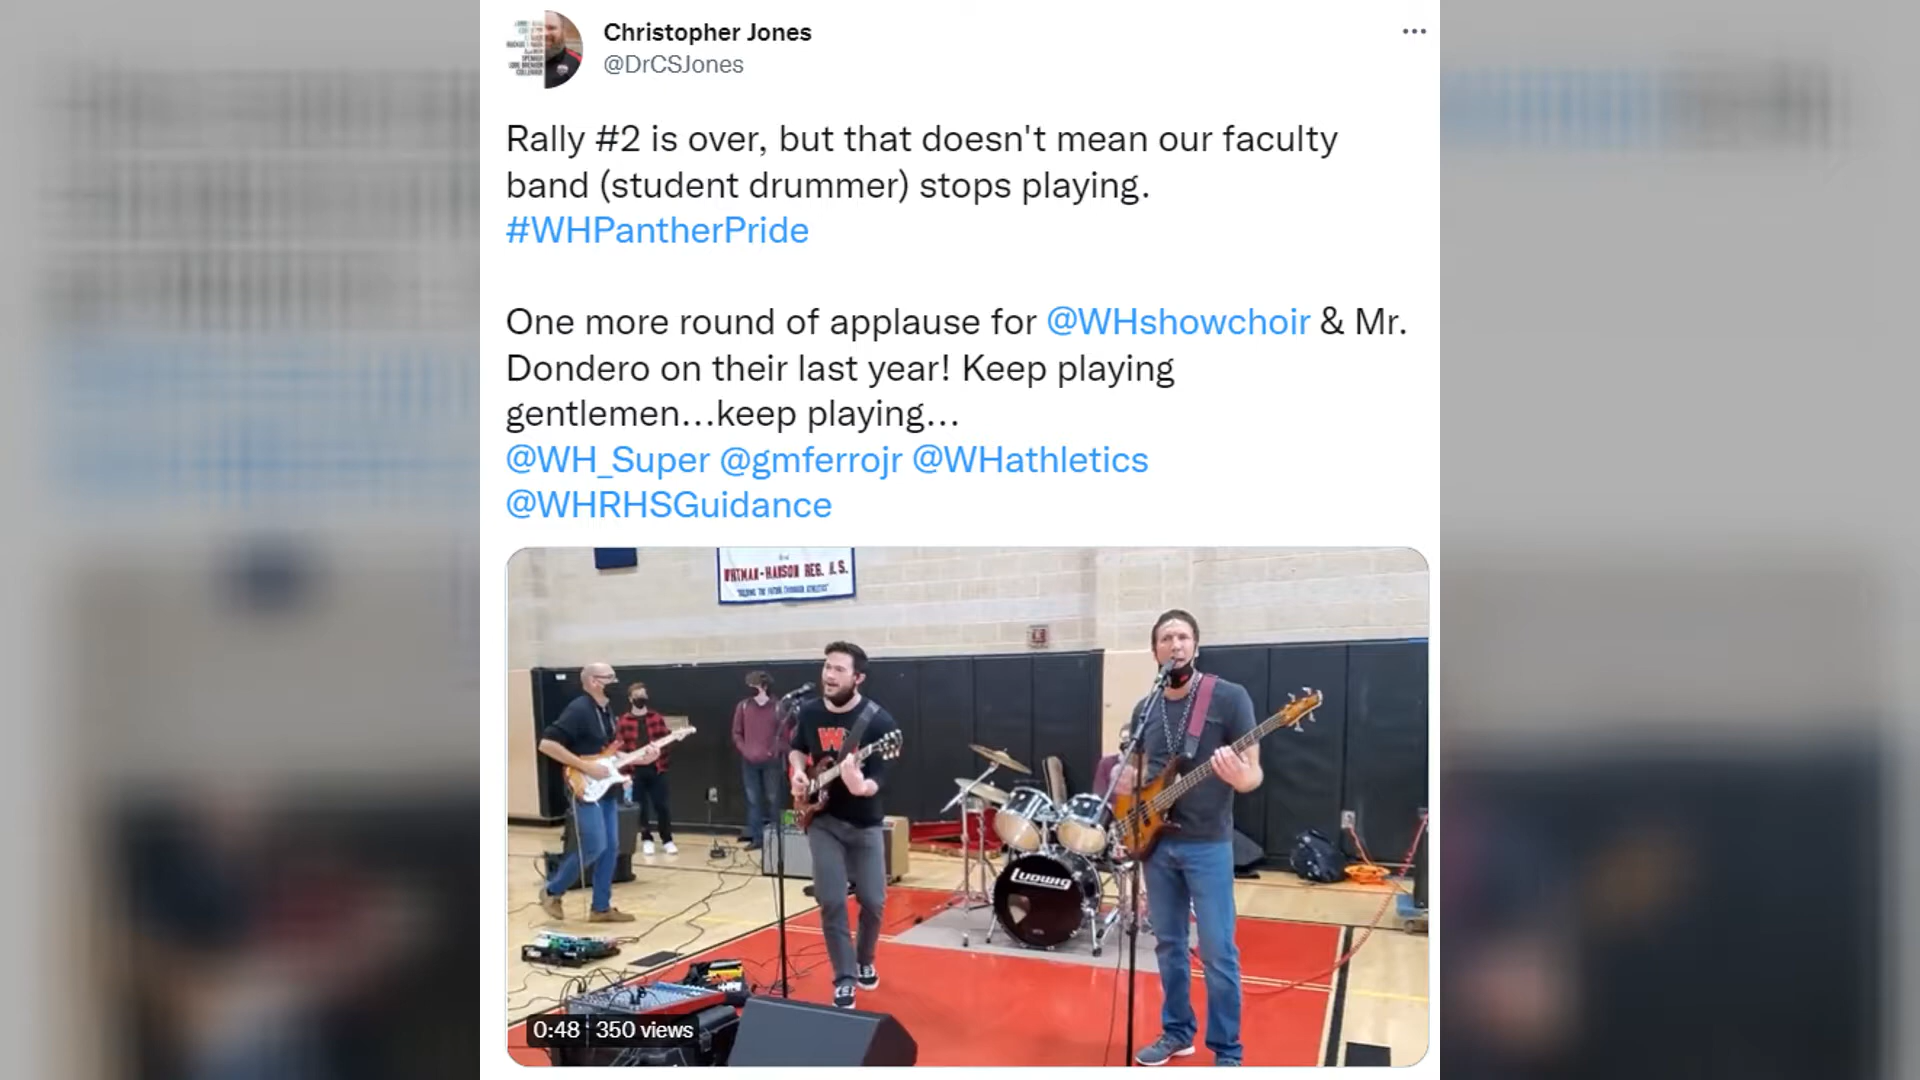 Christopher Jones
@DrCSJones
Rally #2 is over, but that doesn't mean our faculty
band (student drummer) stops playing.
#WHPantherPride
One more round of applause for @WHshowchoir & Mr.
Dondero on their last year! Keep playing
gentlemen...keep playing...
@WH_Super @gmferrojr @WHathletics
@WHRHSGuidance
WHITMAN-HANSON REG. H.S.
W
LUDWIG
0:48 350 views